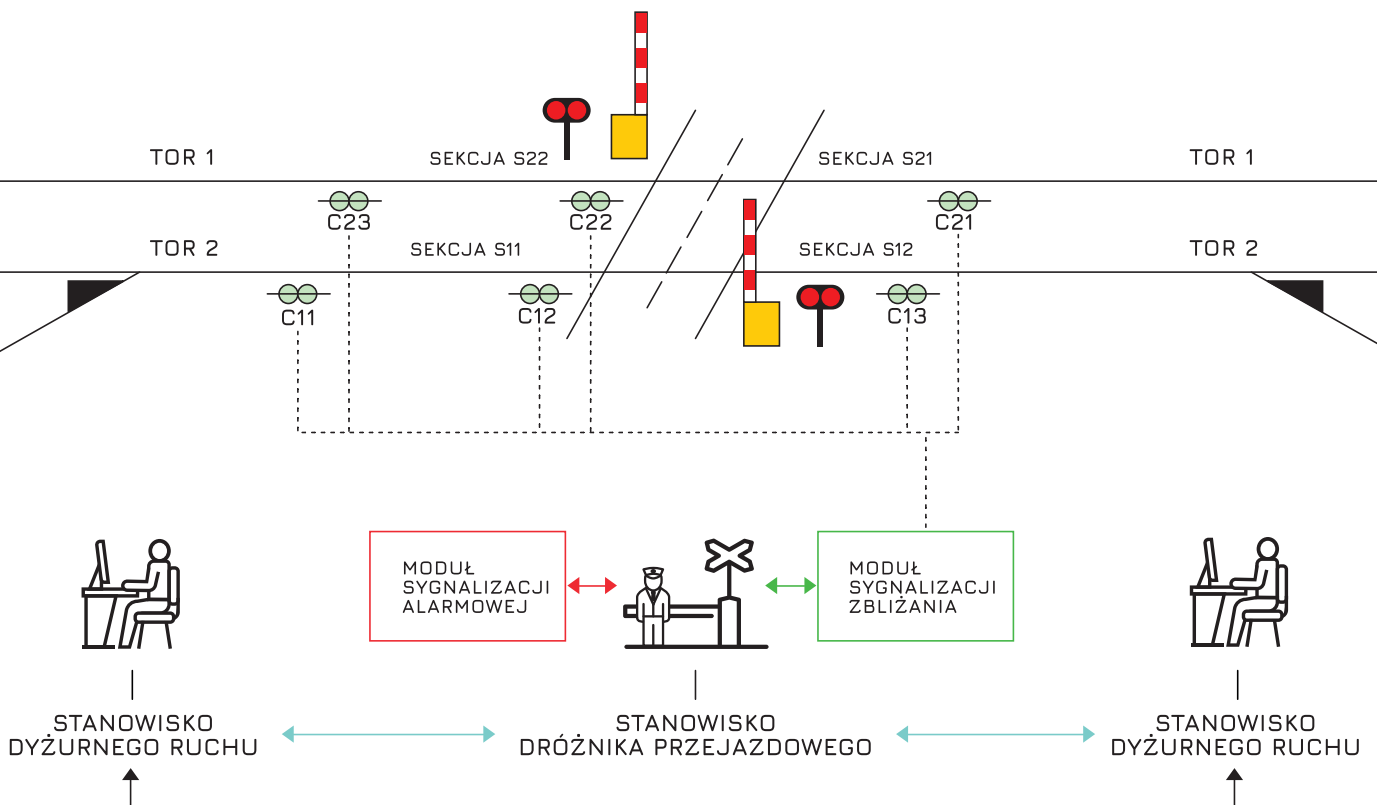 TOR 1
SEKCJA S22
SEKCJA S21
TOR 1
C23
C22
C21
TOR 2
SEKCJA S11
SEKCJA S12
TOR 2
C11
C12
C13
MODUŁ
SYGNALIZACJI
ALARMOWEJ
MODUŁ
SYGNALIZACJI
ZBLIŻANIA
STANOWISKO
DYŻURNEGO RUCHU
STANOWISKO
DRÓŻNIKA PRZEJAZDOWEGO
STANOWISKO
DYŻURNEGO RUCHU